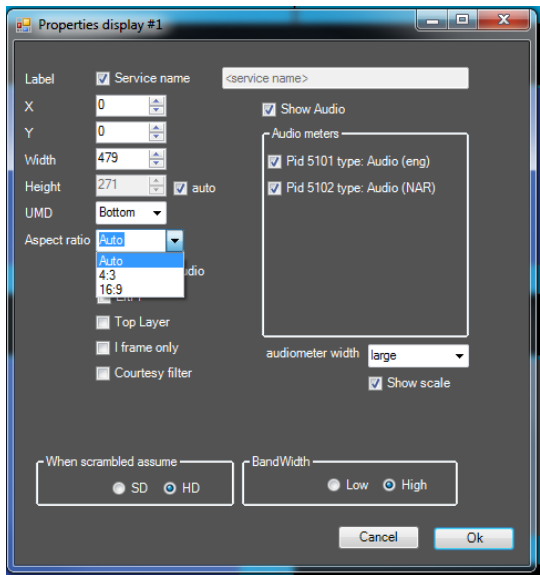 Properties display #1
Label Service name <service name>
X 0 Show Audio
Y 0 Audio meters
Width 479 Pid 5101 type: Audio (eng)
Height 271 auto Pid 5102 type: Audio (NAR)
UMD Bottom
Aspect ratio Auto
Auto
4:3
16:9
Top Layer
I frame only
audiometer width large
Courtesy filter
Show scale
When scrambled assume BandWidth
SD HD Low High
Cancel Ok